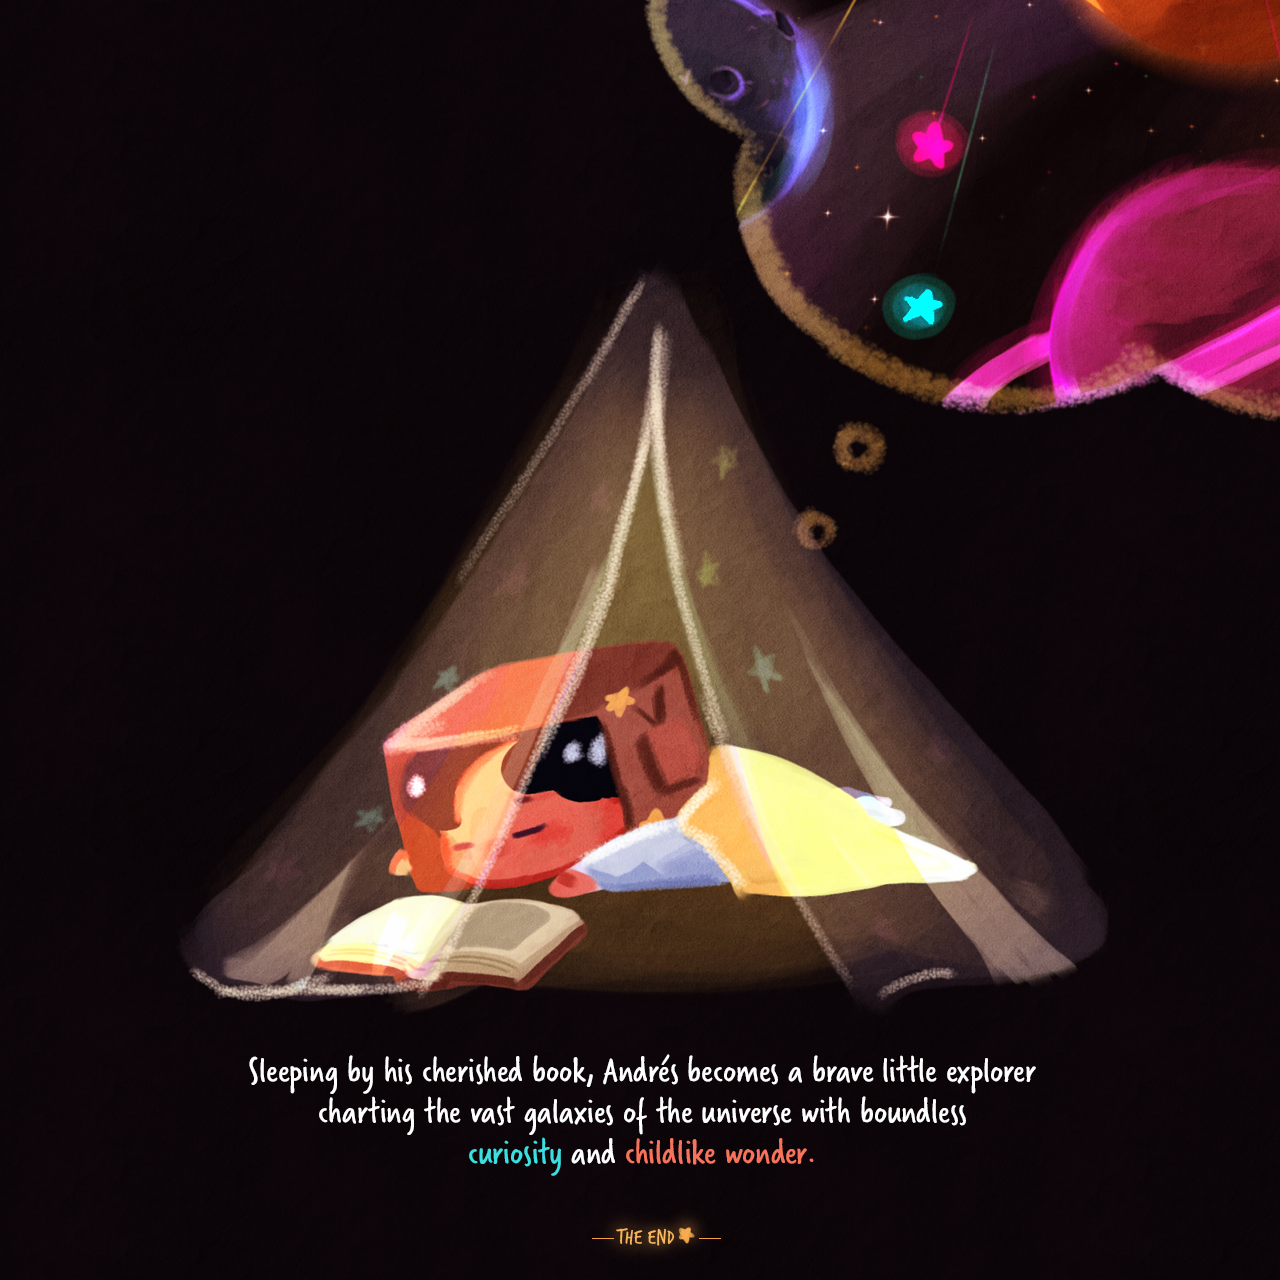 Sleeping by his cherished book, Andrés becomes a brave little explorer
charting the vast galaxies of the universe with boundless
curiosity and childlike wonder.
THE END